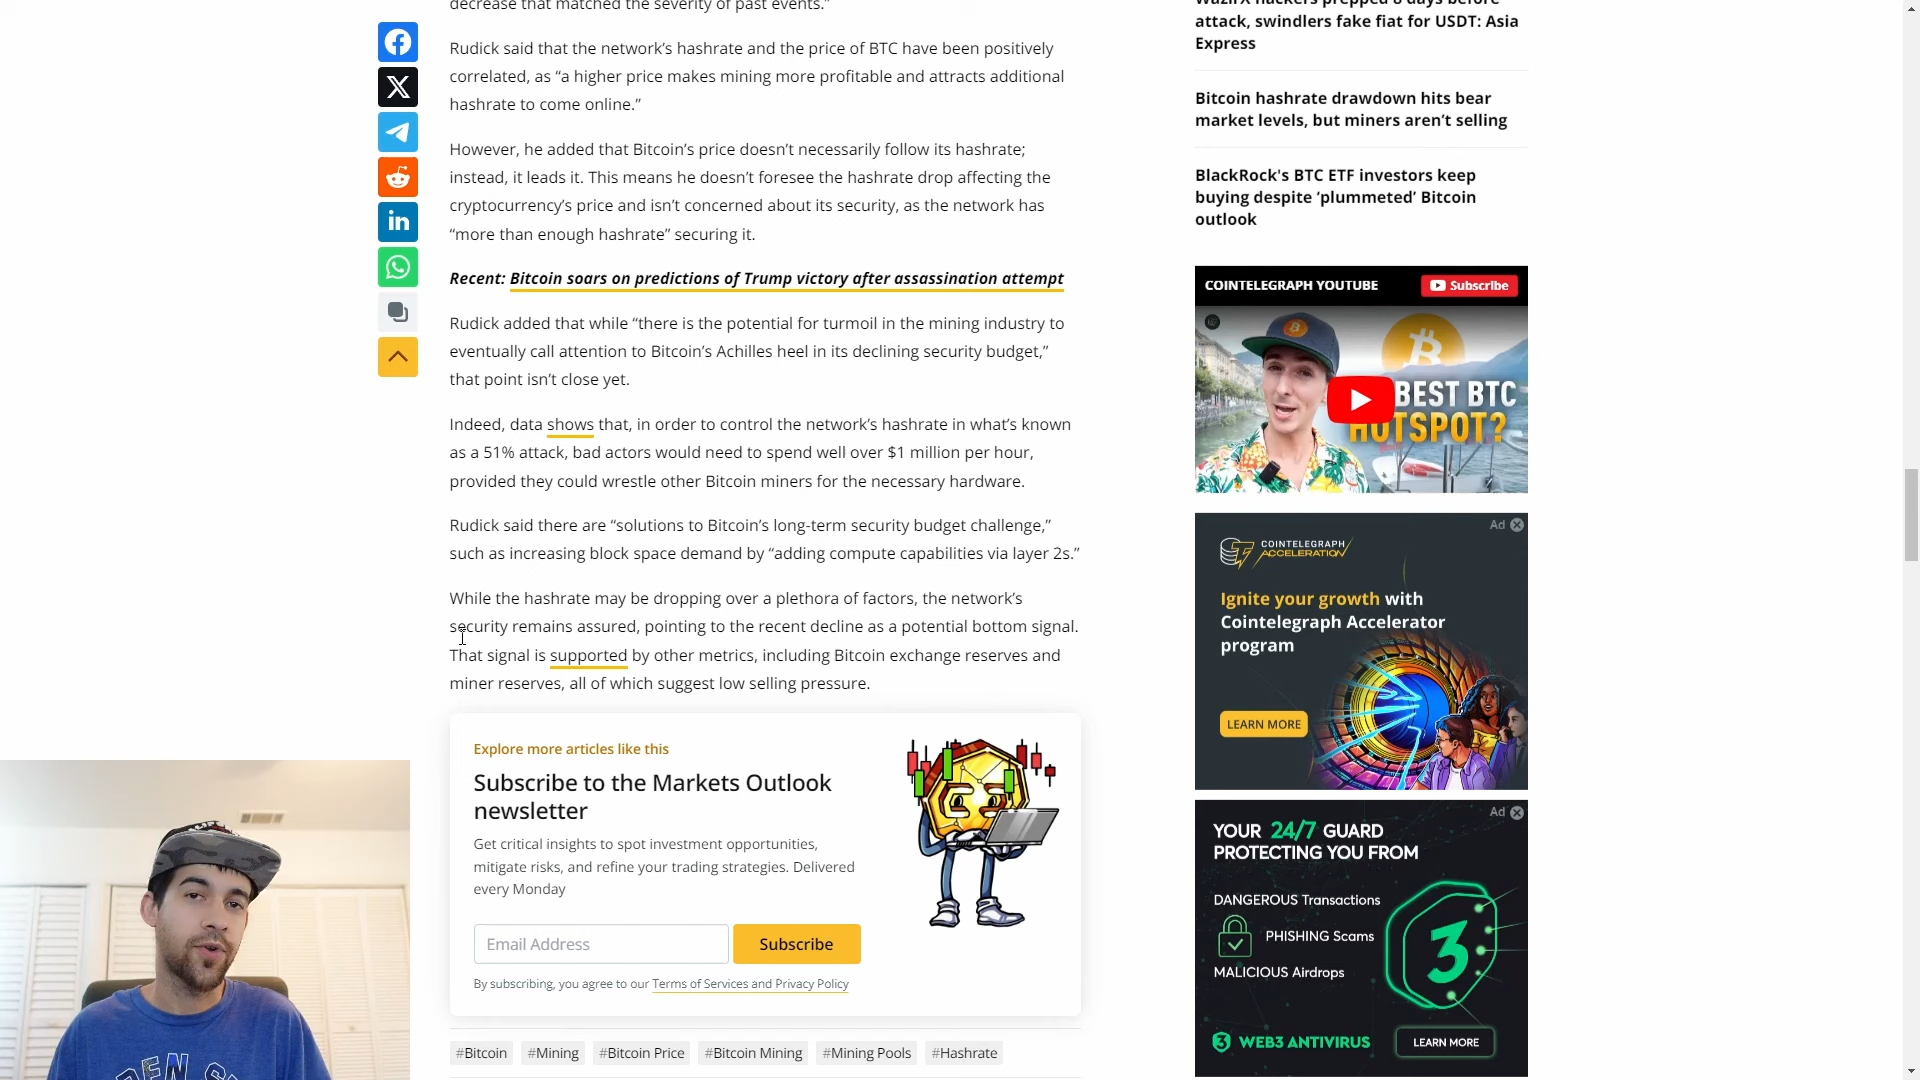 decrease that matched the severity of past events.”
Rudick said that the network’s hashrate and the price of BTC have been positively
correlated, as “a higher price makes mining more profitable and attracts additional
hashrate to come online.”
However, he added that Bitcoin’s price doesn’t necessarily follow its hashrate;
instead, it leads it. This means he doesn’t foresee the hashrate drop affecting the
cryptocurrency’s price and isn’t concerned about its security, as the network has
“more than enough hashrate” securing it.
Recent: Bitcoin soars on predictions of Trump victory after assassination attempt
Rudick added that while “there is the potential for turmoil in the mining industry to
eventually call attention to Bitcoin’s Achilles heel in its declining security budget,”
that point isn’t close yet.
Indeed, data shows that, in order to control the network’s hashrate in what’s known
as a 51% attack, bad actors would need to spend well over $1 million per hour,
provided they could wrestle other Bitcoin miners for the necessary hardware.
Rudick said there are “solutions to Bitcoin’s long-term security budget challenge,”
such as increasing block space demand by “adding compute capabilities via layer 2s.”
While the hashrate may be dropping over a plethora of factors, the network’s
security remains assured, pointing to the recent decline as a potential bottom signal.
That signal is supported by other metrics, including Bitcoin exchange reserves and
miner reserves, all of which suggest low selling pressure.
Explore more articles like this
Subscribe to the Markets Outlook
newsletter
Get critical insights to spot investment opportunities,
mitigate risks, and refine your trading strategies. Delivered
every Monday
Email Address
Subscribe
By subscribing, you agree to our Terms of Services and Privacy Policy
#Bitcoin #Mining #Bitcoin Price #Bitcoin Mining #Mining Pools #Hashrate
WazirX hackers prepped 8 days before
attack, swindlers fake fiat for USDT: Asia
Express
Bitcoin hashrate drawdown hits bear
market levels, but miners aren’t selling
BlackRock's BTC ETF investors keep
buying despite ‘plummeted’ Bitcoin
outlook
COINTELEGRAPH YOUTUBE
Subscribe
BEST BTC
HOTSPOT?
Ad
COINTELEGRAPH
ACCELERATION
Ignite your growth with
Cointelegraph Accelerator
program
LEARN MORE
Ad
YOUR 24/7 GUARD
PROTECTING YOU FROM
DANGEROUS Transactions
PHISHING Scams
MALICIOUS Airdrops
3
WEB3 ANTIVIRUS
LEARN MORE